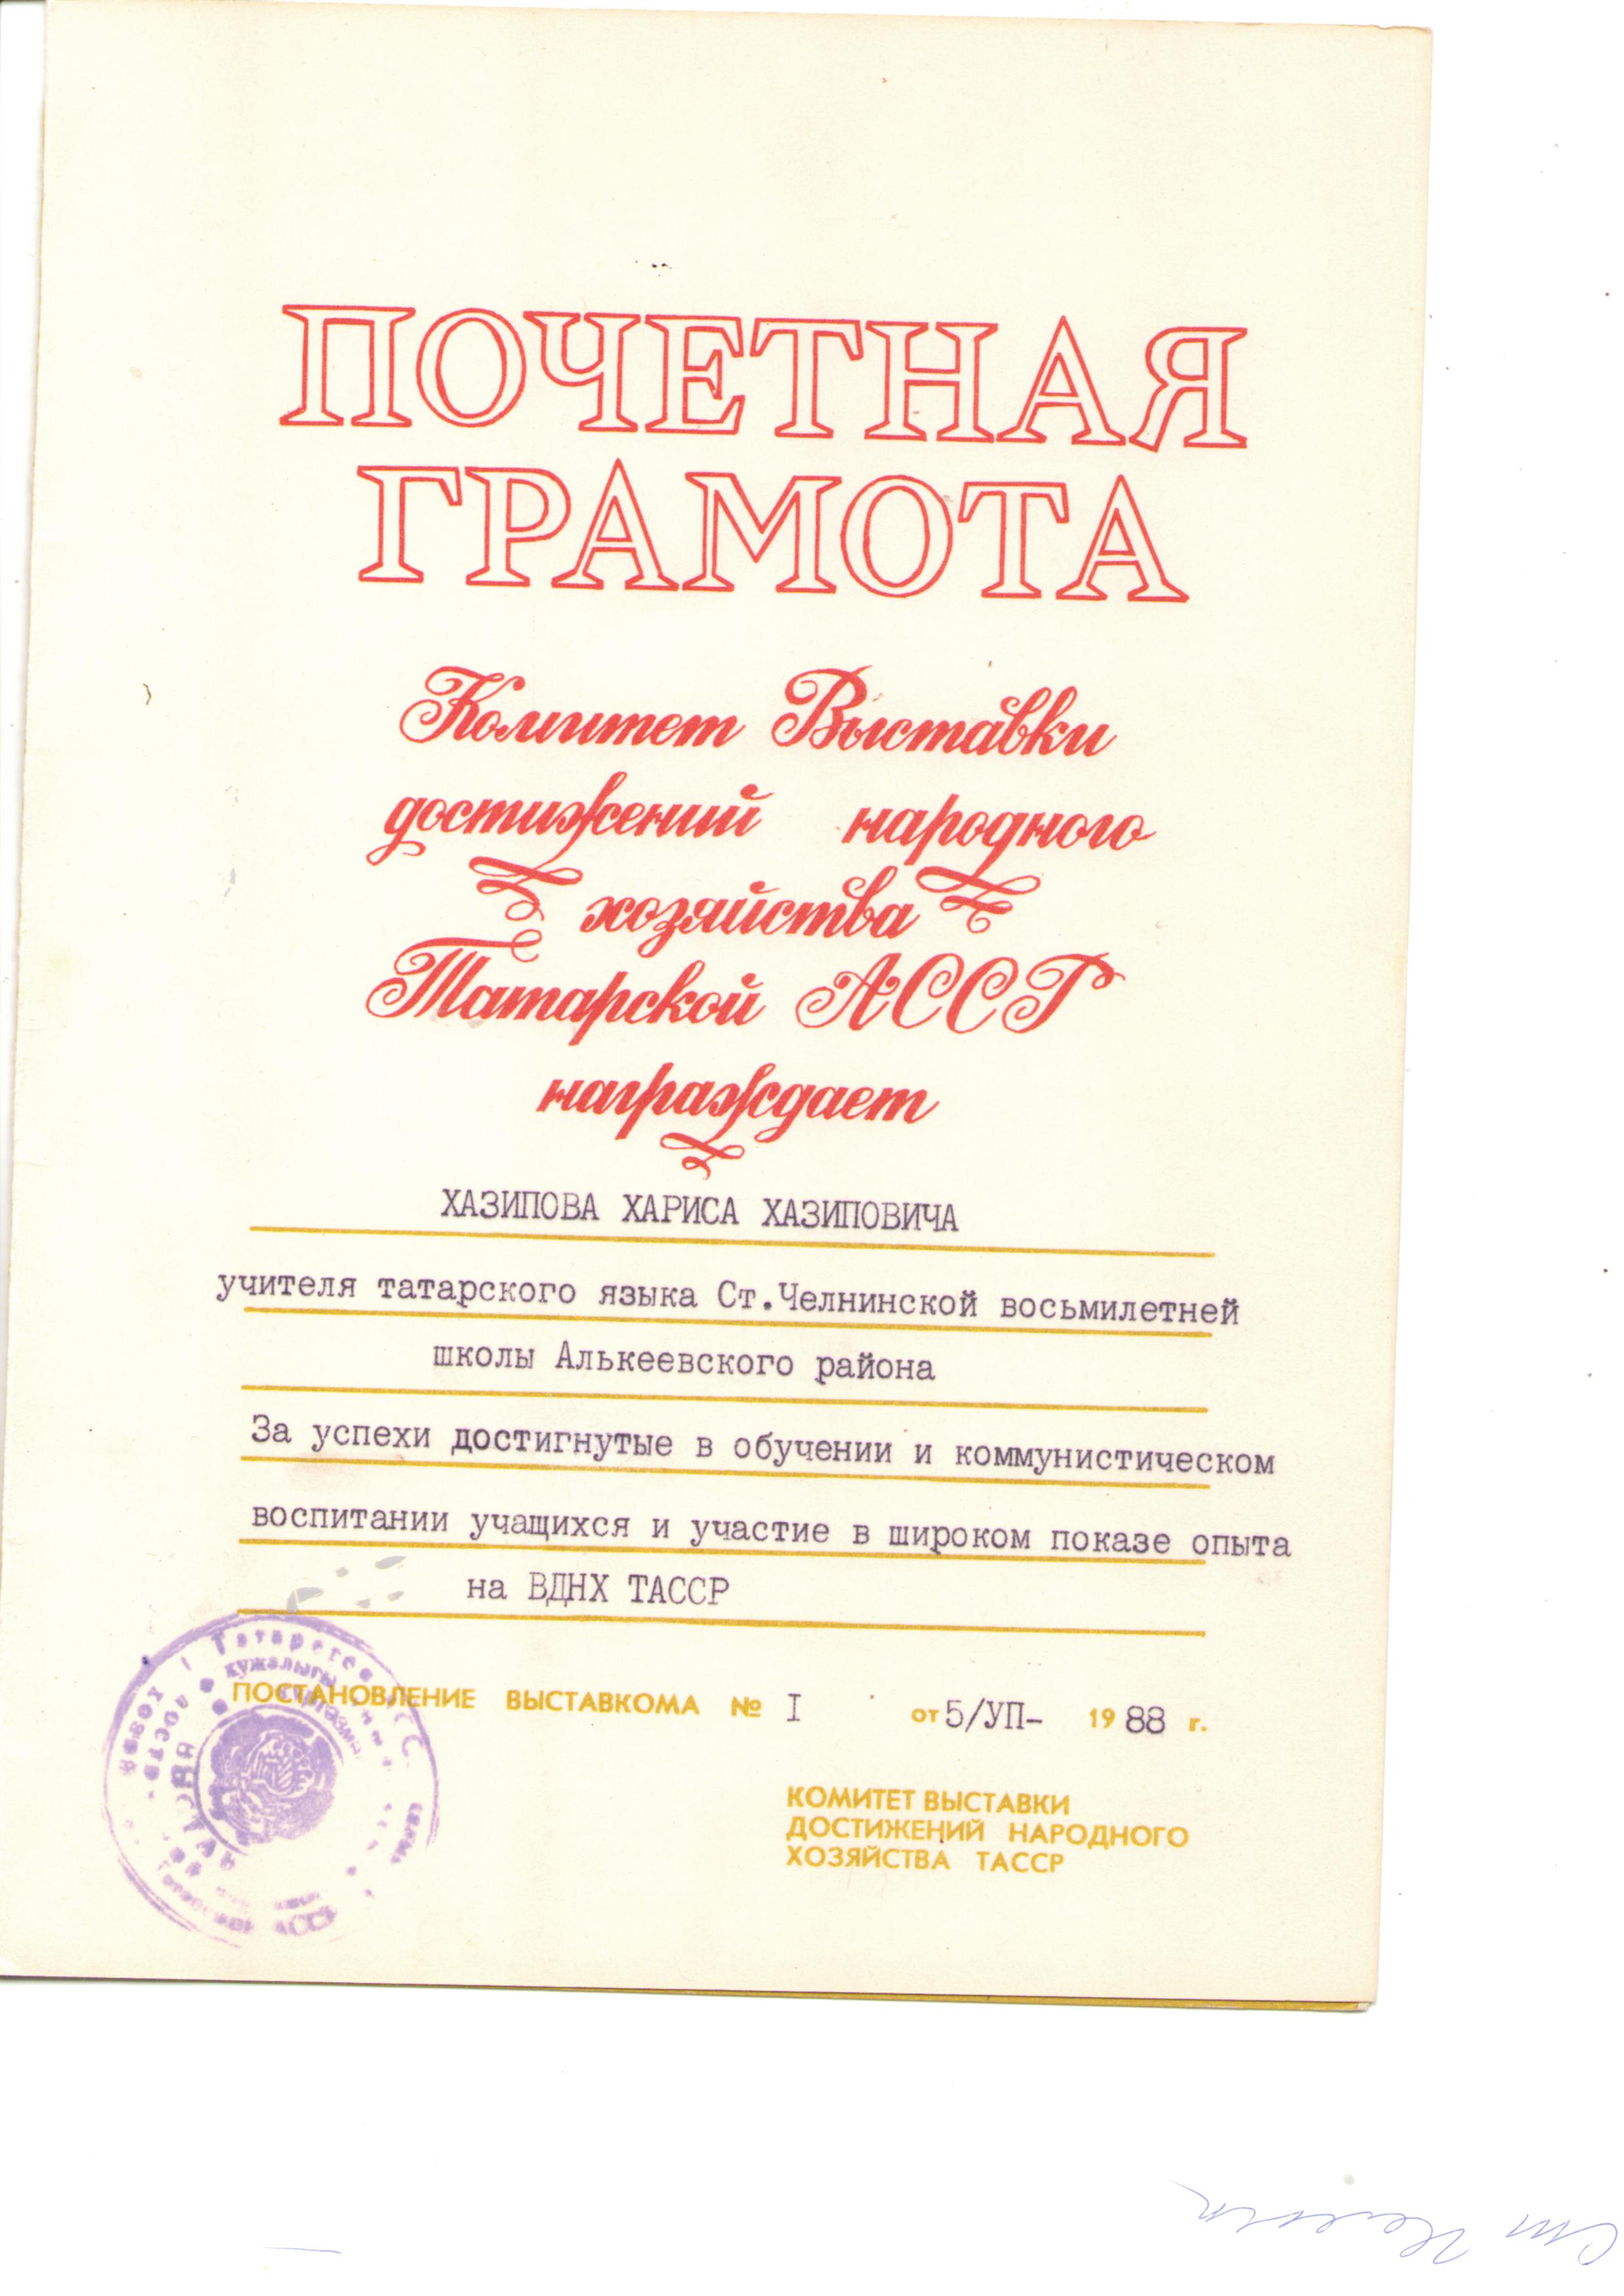 ПОЧЕТНАЯ
ГРАМОТА
Комитет Выставки
достижений народного
хозяйства
Татарской АССР
награждает
ХАЗИПОВА ХАРИСА ХАЗИПОВИЧА
учителя татарского языка Ст.Челнинской восьмилетней
школы Алькеевского района
За успехи достигнутые в обучении и коммунистическом
воспитании учащихся и участие в широком показе опыта
на ВДНХ ТАССР
ПОСТАНОВЛЕНИЕ ВЫСТАВКОМА № I от 5/УП- 1988 г.
КОМИТЕТ ВЫСТАВКИ
ДОСТИЖЕНИЙ НАРОДНОГО
ХОЗЯЙСТВА ТАССР